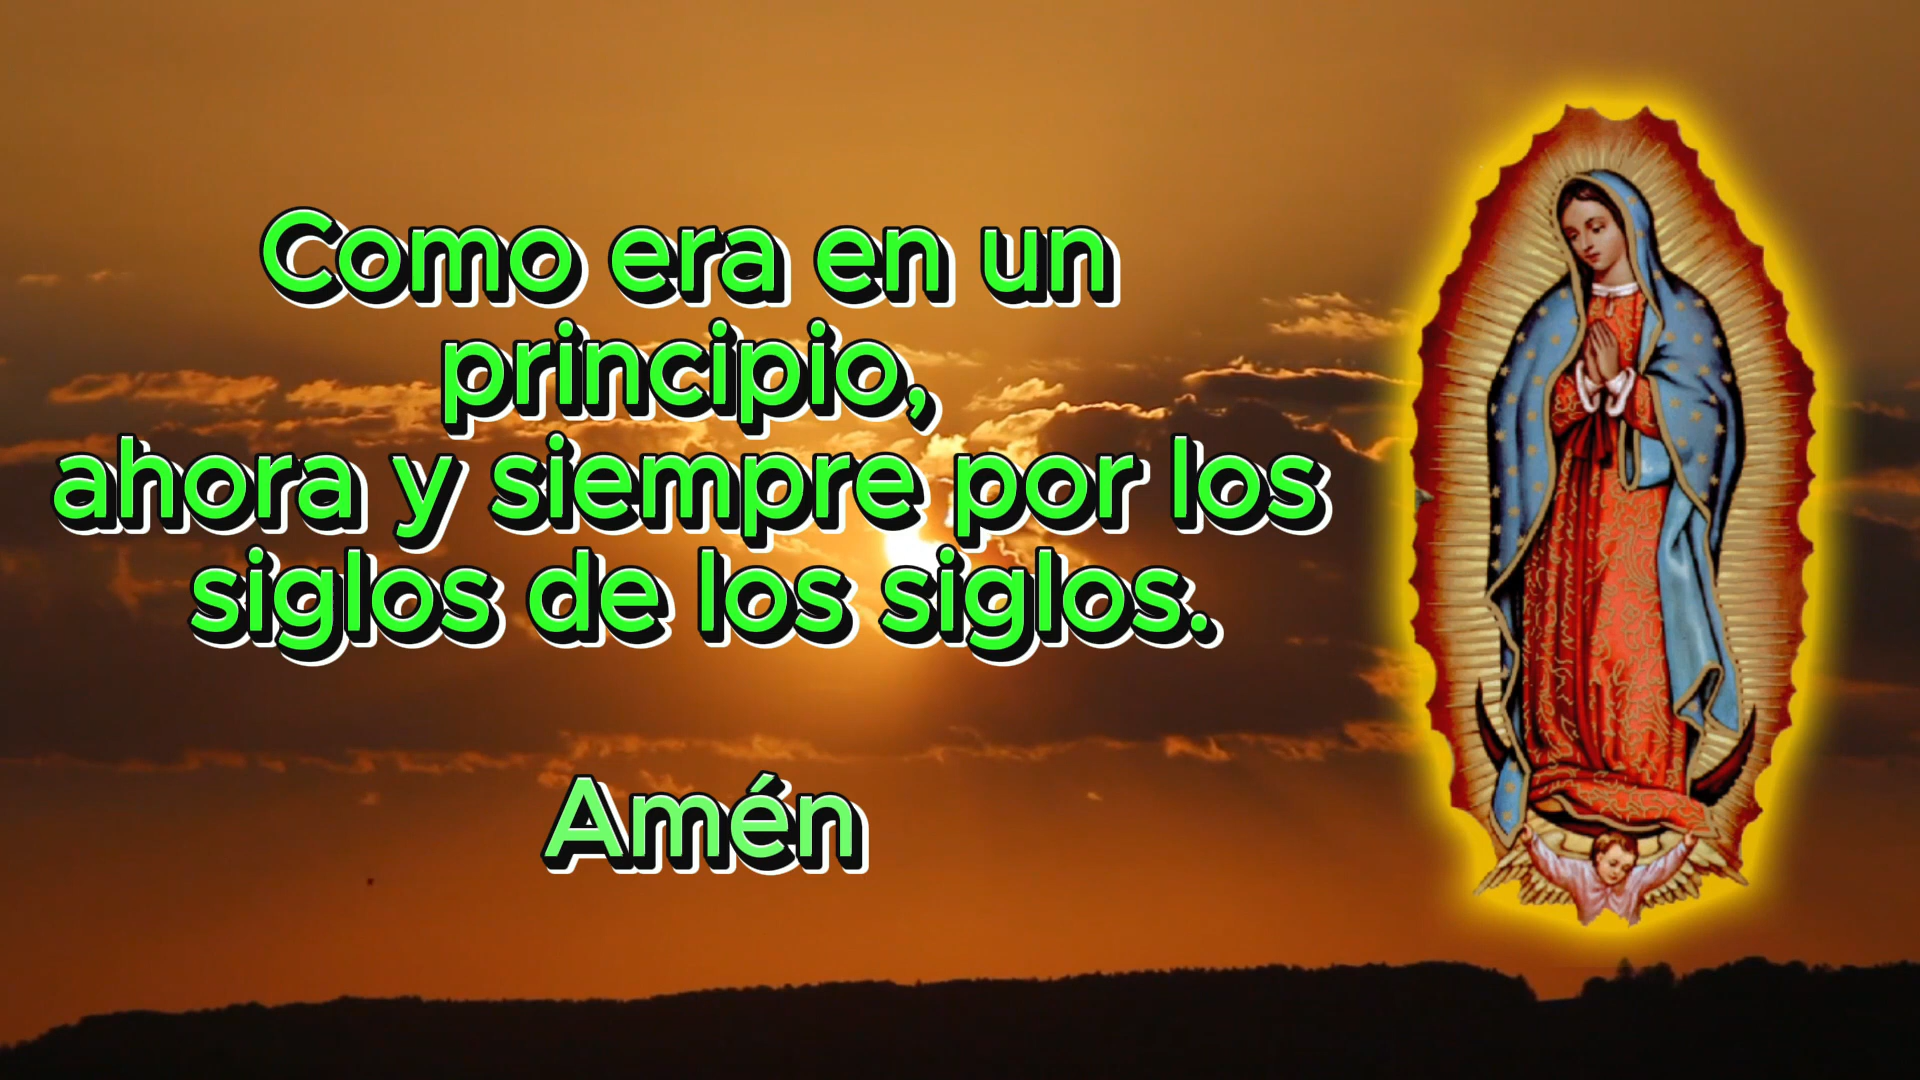 Como era en un
principio,
ahora y siempre por los
siglos de los siglos.
Amén